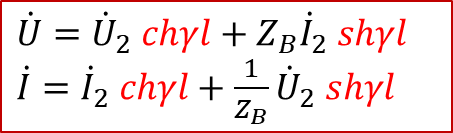 U̇ = U̇₂ chγl + Z_B İ₂ shγl
İ = İ₂ chγl + 1/z_B U̇₂ shγl